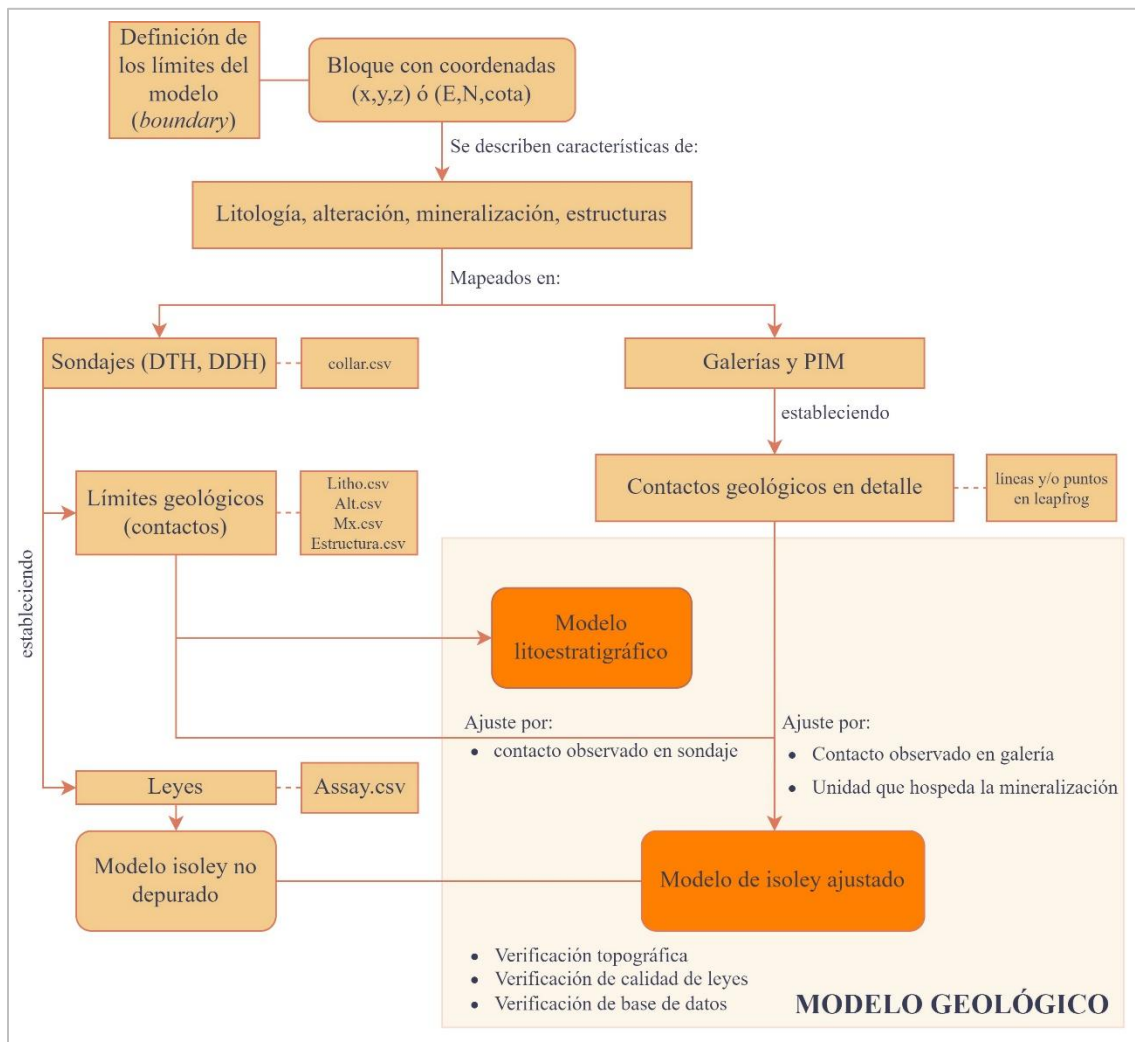 Definición de
los límites del
modelo
(boundary)
Bloque con coordenadas
(x,y,z) ó (E,N,cota)
Se describen características de:
Litología, alteración, mineralización, estructuras
Mapeados en:
Sondajes (DTH, DDH)
collar.csv
Galerías y PIM
estableciendo
Límites geológicos
(contactos)
Litho.csv
Alt.csv
Mx.csv
Estructura.csv
Contactos geológicos en detalle
líneas y/o puntos
en leapfrog
estableciendo
Modelo
litoestratigráfico
Ajuste por:
• contacto observado en sondaje
Ajuste por:
• Contacto observado en galería
• Unidad que hospeda la mineralización
Leyes
Assay.csv
Modelo isoley no
depurado
Modelo de isoley ajustado
• Verificación topográfica
• Verificación de calidad de leyes
• Verificación de base de datos
MODELO GEOLÓGICO